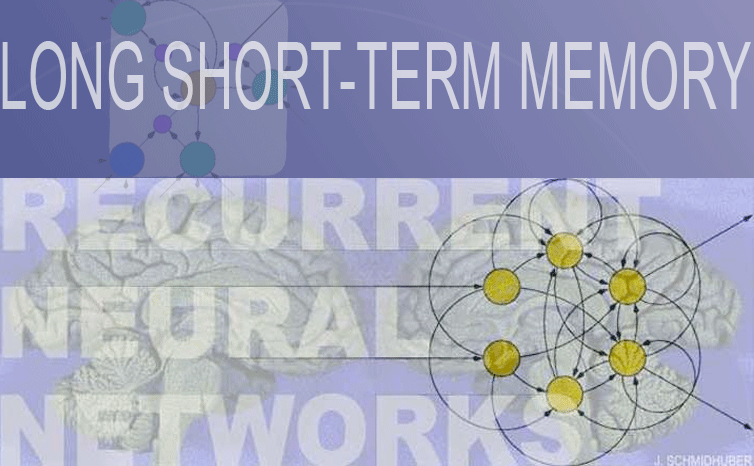 LONG SHORT-TERM MEMORY
RECURRENT
NEURAL
NETWORKS
J. SCHMIDHUBER